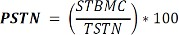 PSTN = (STBMC / TSTN) * 100